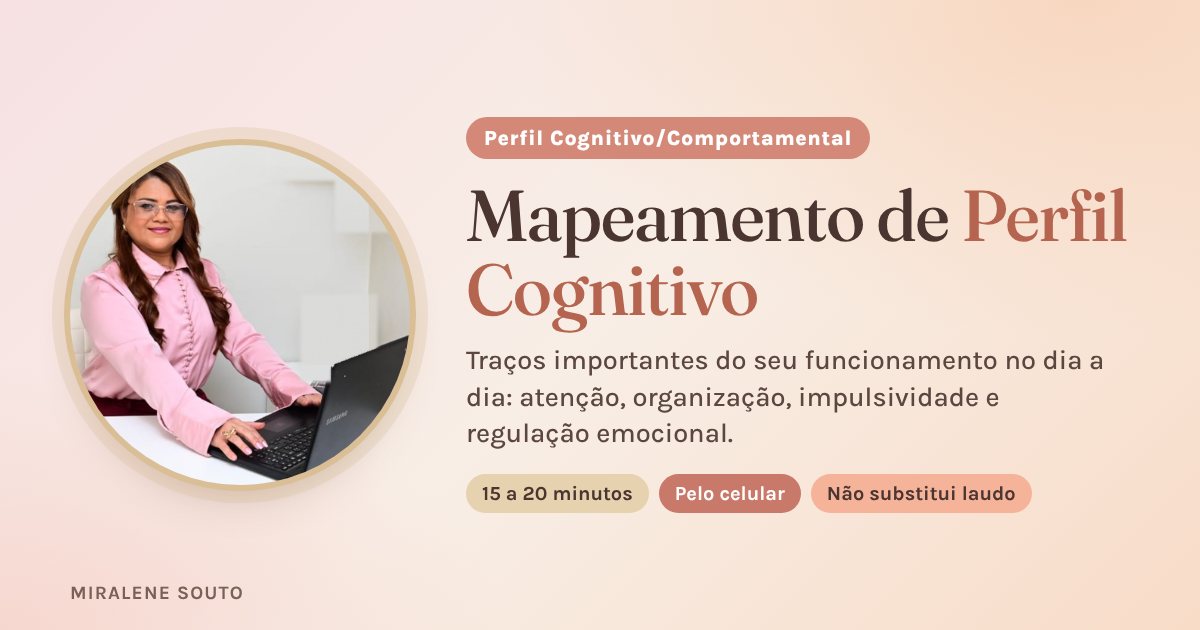 Perfil Cognitivo/Comportamental
Mapeamento de Perfil
Cognitivo
Traços importantes do seu funcionamento no dia a
dia: atenção, organização, impulsividade e
regulação emocional.
15 a 20 minutos
Pelo celular
Não substitui laudo
SAMSUNG
MIRALENE SOUTO